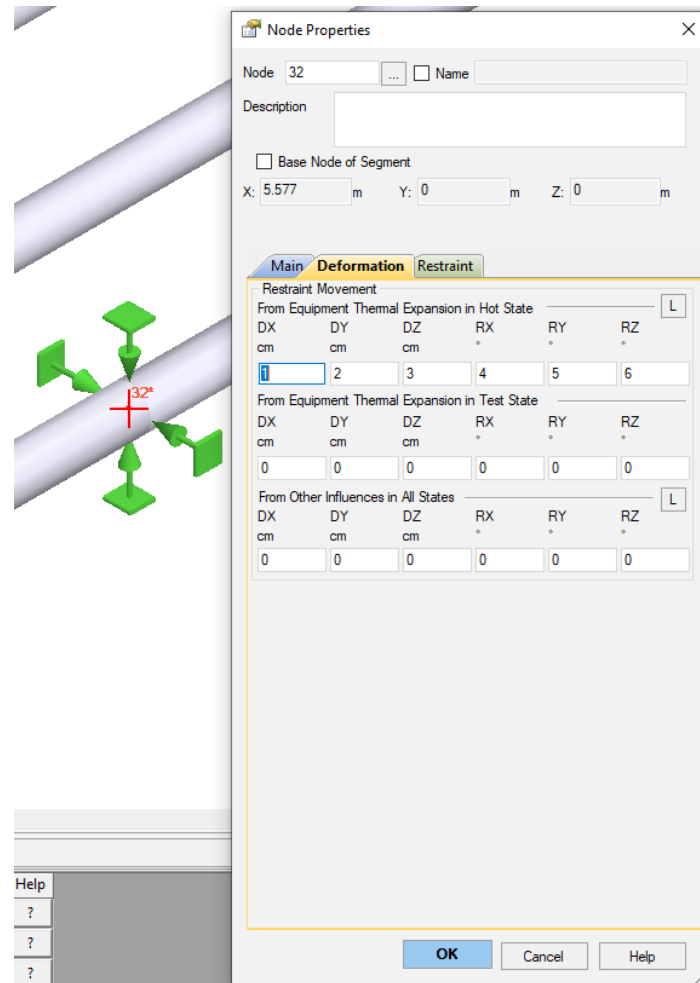 Node Properties
Node 32 ... Name
Description
Base Node of Segment
X: 5.577 m Y: 0 m Z: 0 m
Main Deformation Restraint
Restraint Movement
From Equipment Thermal Expansion in Hot State L
DX DY DZ RX RY RZ
cm cm cm ° ° °
1 2 3 4 5 6
From Equipment Thermal Expansion in Test State
DX DY DZ RX RY RZ
cm cm cm ° ° °
0 0 0 0 0 0
From Other Influences in All States L
DX DY DZ RX RY RZ
cm cm cm ° ° °
0 0 0 0 0 0
32*
Help
?
?
?
OK Cancel Help